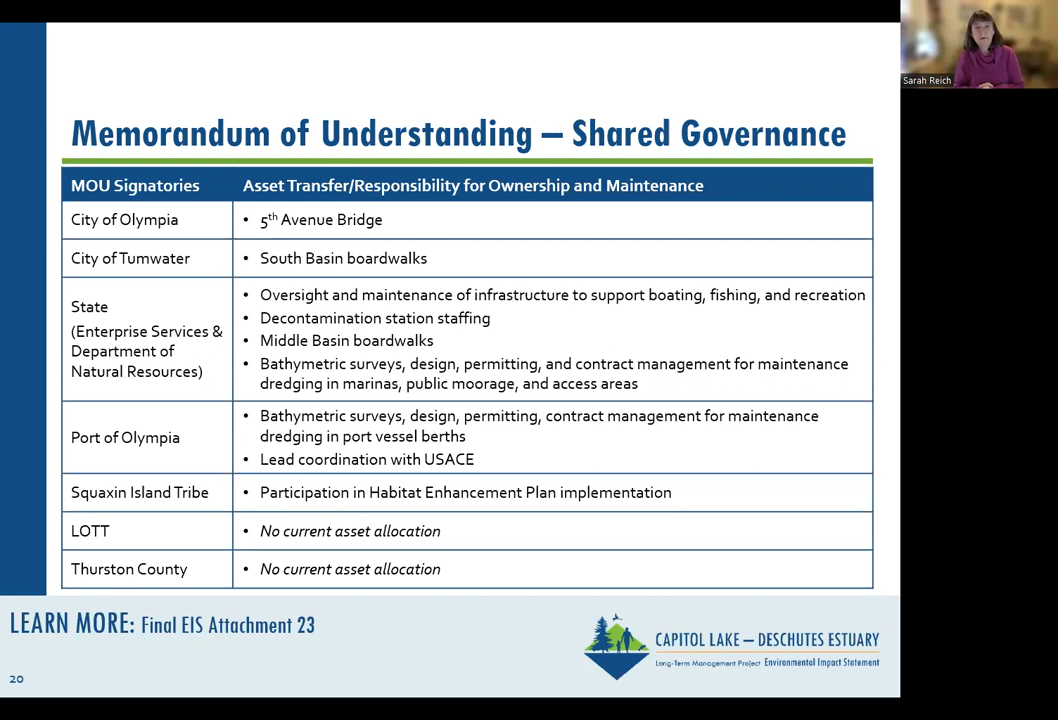 Sarah Reich
Memorandum of Understanding – Shared Governance
MOU Signatories
Asset Transfer/Responsibility for Ownership and Maintenance
City of Olympia
• 5th Avenue Bridge
City of Tumwater
• South Basin boardwalks
State
(Enterprise Services &
Department of
Natural Resources)
• Oversight and maintenance of infrastructure to support boating, fishing, and recreation
• Decontamination station staffing
• Middle Basin boardwalks
• Bathymetric surveys, design, permitting, and contract management for maintenance
dredging in marinas, public moorage, and access areas
Port of Olympia
• Bathymetric surveys, design, permitting, contract management for maintenance
dredging in port vessel berths
• Lead coordination with USACE
Squaxin Island Tribe
• Participation in Habitat Enhancement Plan implementation
LOTT
• No current asset allocation
Thurston County
• No current asset allocation
LEARN MORE: Final EIS Attachment 23
CAPITOL LAKE – DESCHUTES ESTUARY
Long-Term Management Project Environmental Impact Statement
20